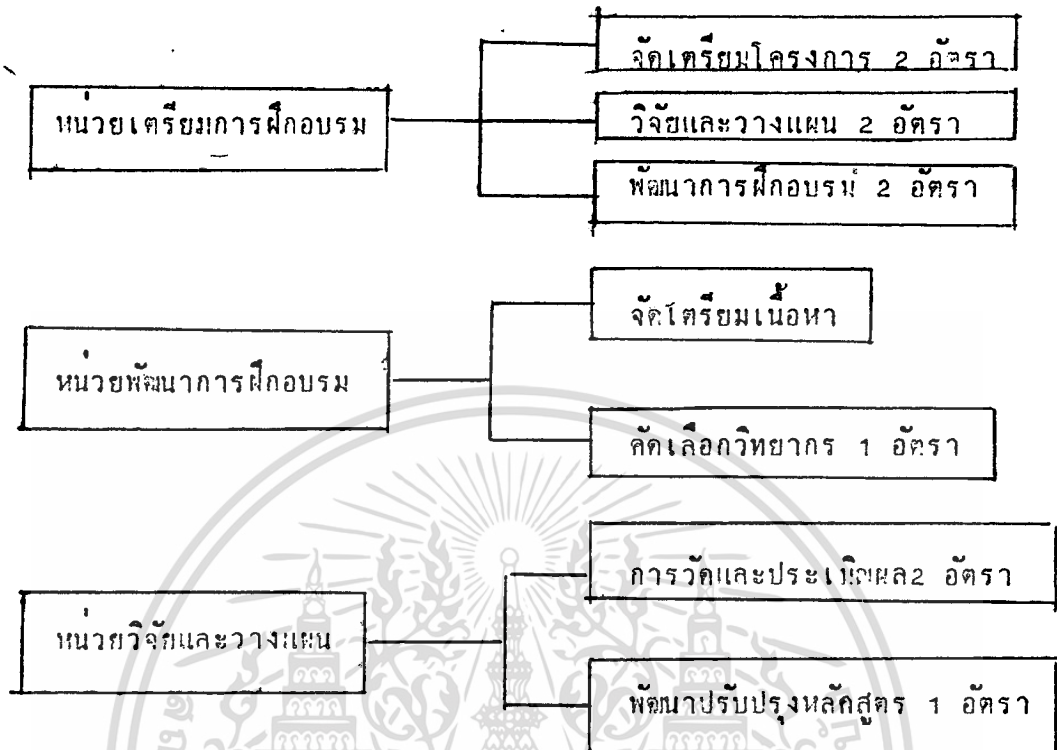 จัดเตรียมโครงการ 2 อัตรา
หน่วยเตรียมการฝึกอบรม
วิจัยและวางแผน 2 อัตรา
พัฒนาการฝึกอบรม 2 อัตรา
จัดเตรียมเนื้อหา
หน่วยพัฒนาการฝึกอบรม
คัดเลือกวิทยากร 1 อัตรา
การวัดและประเมินผล2 อัตรา
หน่วยวิจัยและวางแผน
พัฒนาปรับปรุงหลักสูตร 1 อัตรา